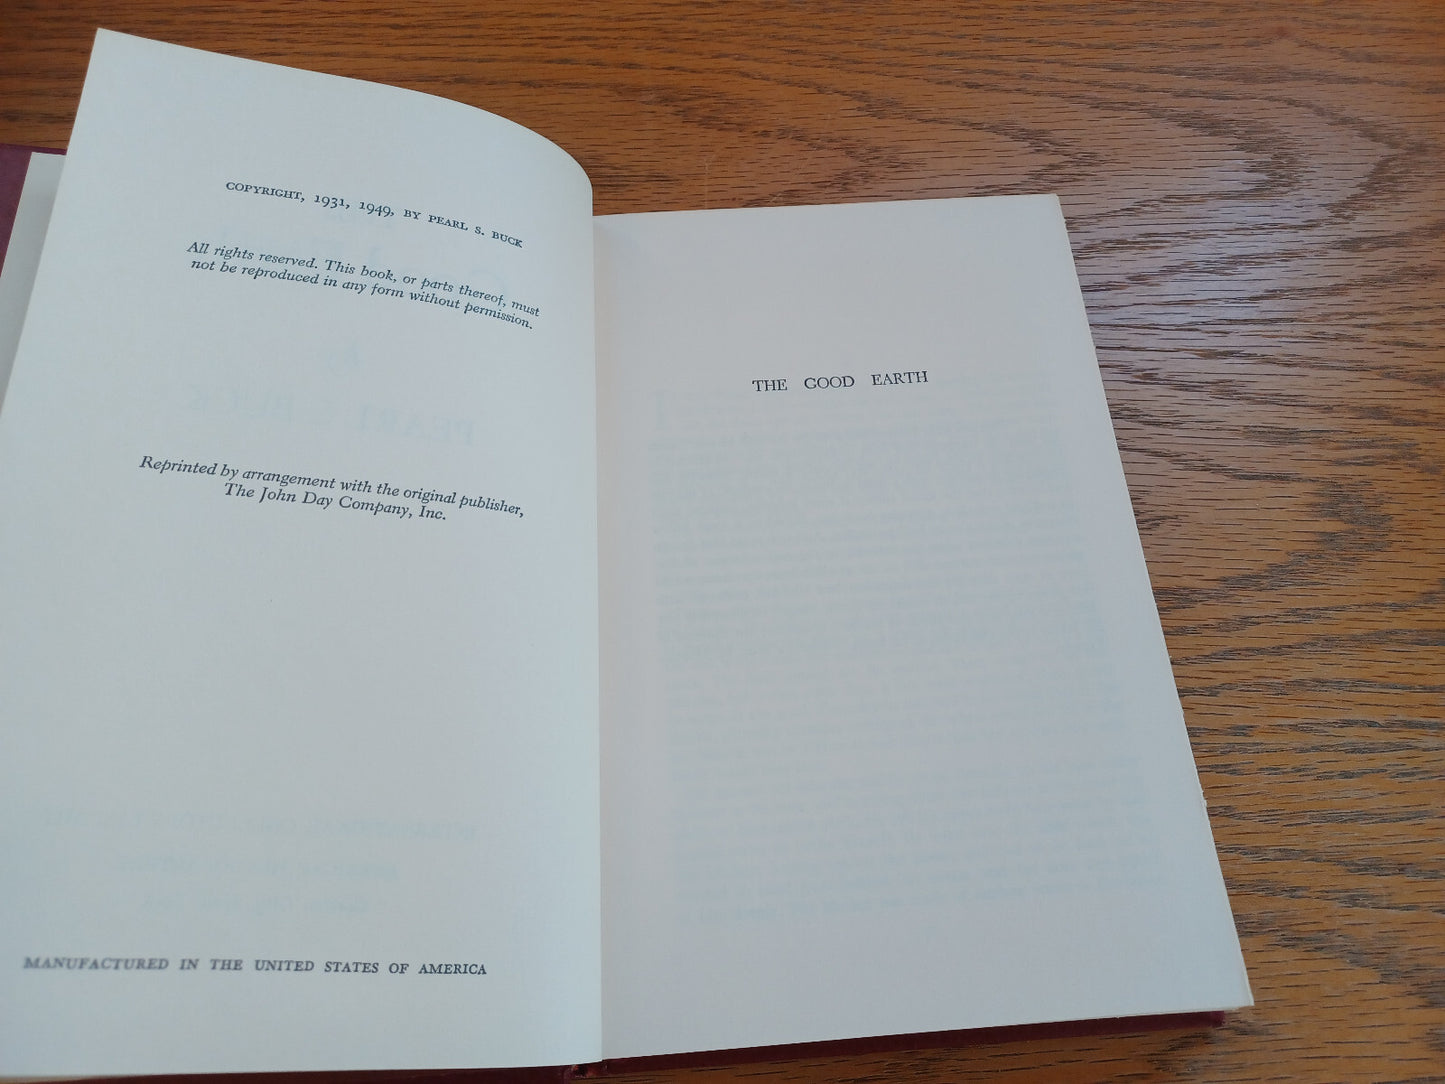 COPYRIGHT, 1931, 1949, BY PEARL S. BUCK
All rights reserved. This book, or parts thereof, must
not be reproduced in any form without permission.
Reprinted by arrangement with the original publisher,
The John Day Company, Inc.
MANUFACTURED IN THE UNITED STATES OF AMERICA
THE GOOD EARTH